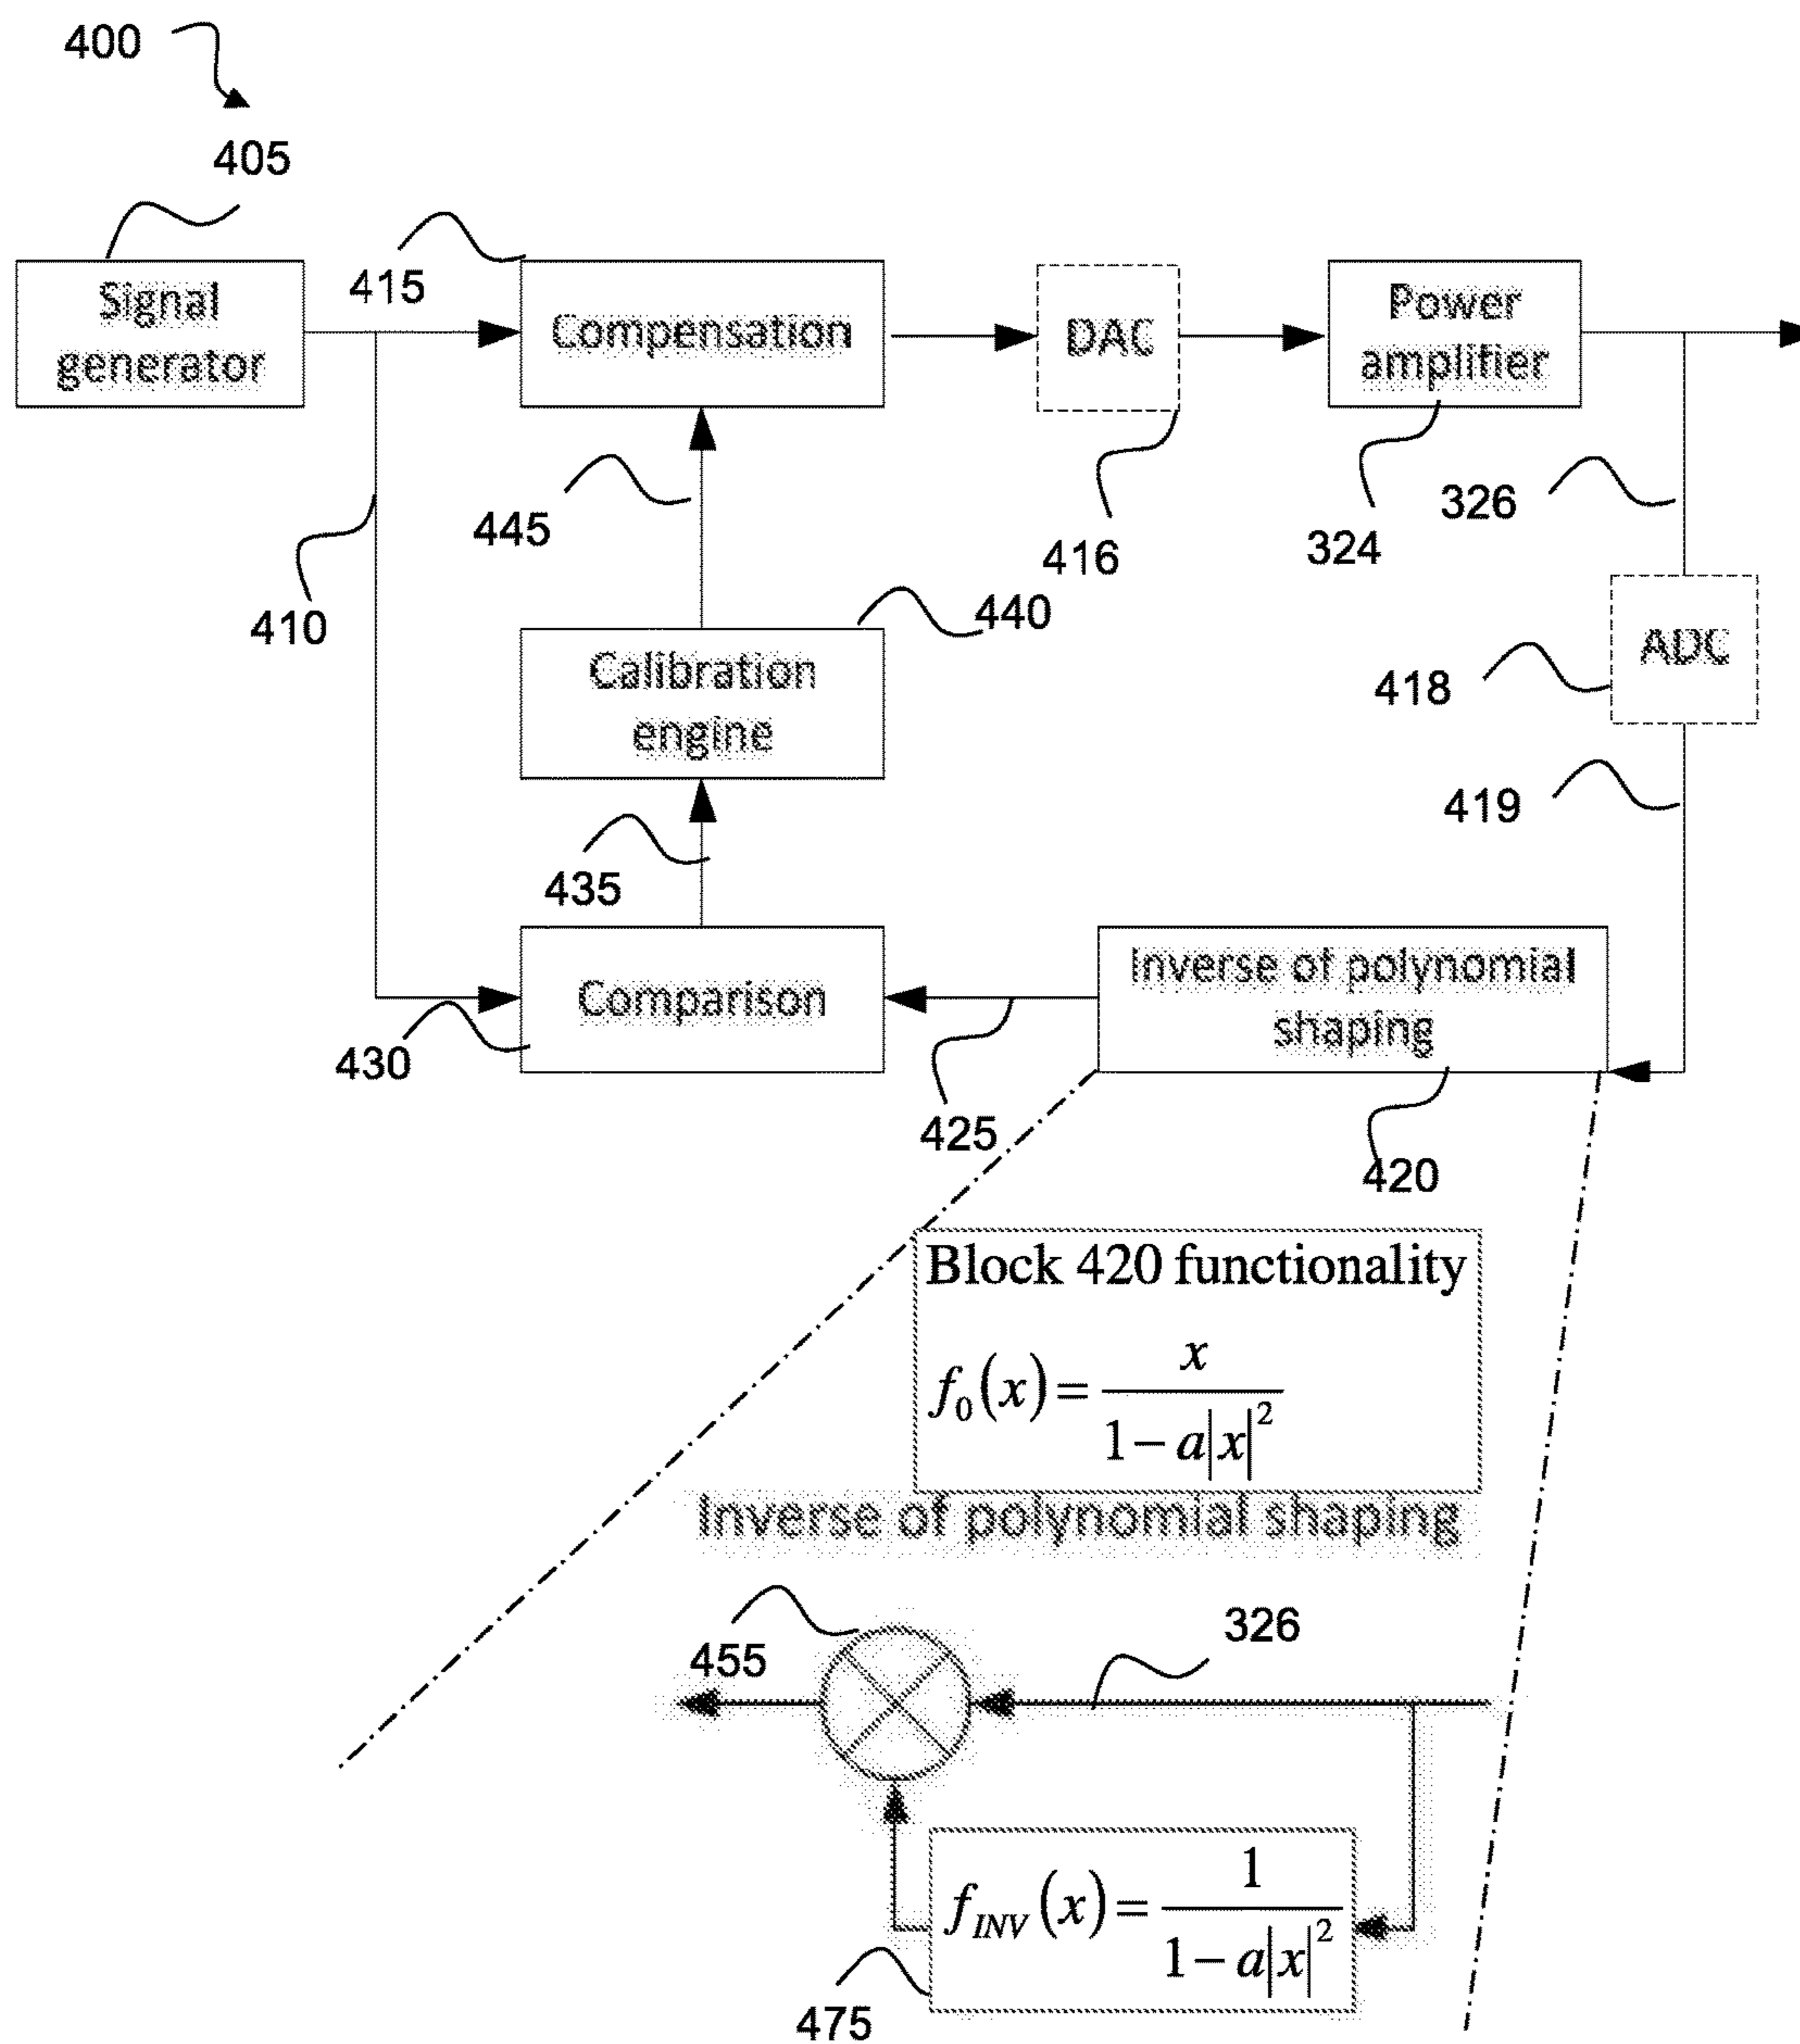 400
405
Signal
generator
415
Compensation
DAC
Power
amplifier
410
445
416
324
326
440
Calibration
engine
418
ADC
419
435
430
Comparison
425
Inverse of polynomial
shaping
420
Block 420 functionality
f₀(x) = x / (1 − a|x|²)
Inverse of polynomial shaping
455
326
f_INV(x) = 1 / (1 − a|x|²)
475